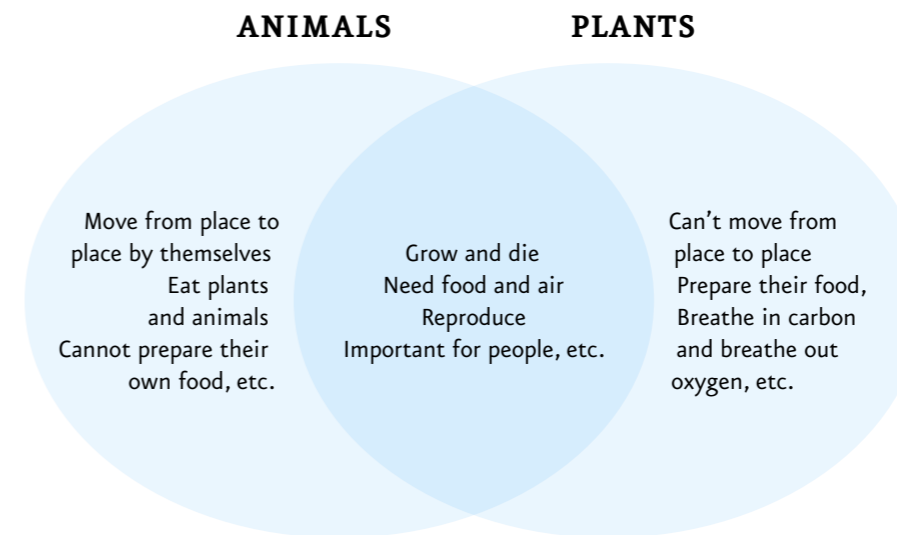 ANIMALS
PLANTS
Move from place to
place by themselves
Eat plants
and animals
Cannot prepare their
own food, etc.
Grow and die
Need food and air
Reproduce
Important for people, etc.
Can't move from
place to place
Prepare their food,
Breathe in carbon
and breathe out
oxygen, etc.